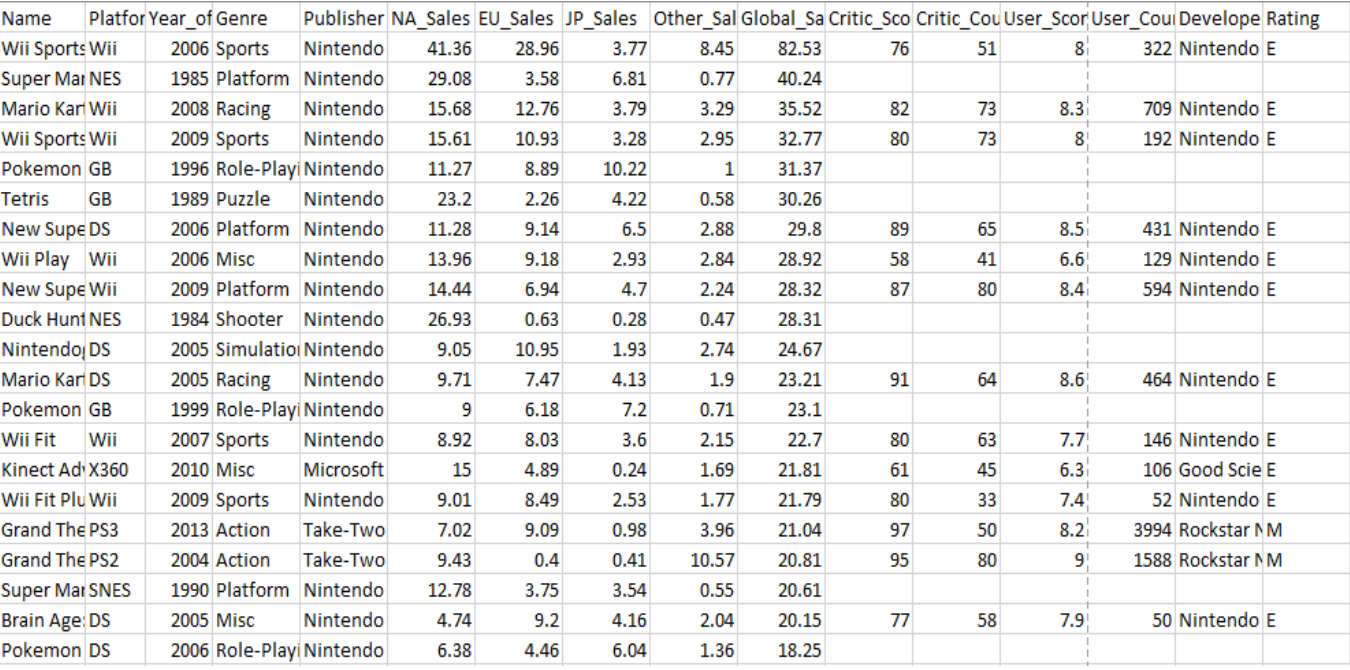 Name Platfor Year_of Genre Publisher NA_Sales EU_Sales JP_Sales Other_Sal Global_Sa Critic_Sco Critic_Cou User_Scor User_Coun Develope Rating
Wii Sports Wii 2006 Sports Nintendo 41.36 28.96 3.77 8.45 82.53 76 51 8 322 Nintendo E
Super Mar NES 1985 Platform Nintendo 29.08 3.58 6.81 0.77 40.24
Mario Kart Wii 2008 Racing Nintendo 15.68 12.76 3.79 3.29 35.52 82 73 8.3 709 Nintendo E
Wii Sports Wii 2009 Sports Nintendo 15.61 10.93 3.28 2.95 32.77 80 73 8 192 Nintendo E
Pokemon GB 1996 Role-Playi Nintendo 11.27 8.89 10.22 1 31.37
Tetris GB 1989 Puzzle Nintendo 23.2 2.26 4.22 0.58 30.26
New Supe DS 2006 Platform Nintendo 11.28 9.14 6.5 2.88 29.8 89 65 8.5 431 Nintendo E
Wii Play Wii 2006 Misc Nintendo 13.96 9.18 2.93 2.84 28.92 58 41 6.6 129 Nintendo E
New Supe Wii 2009 Platform Nintendo 14.44 6.94 4.7 2.24 28.32 87 80 8.4 594 Nintendo E
Duck Hunt NES 1984 Shooter Nintendo 26.93 0.63 0.28 0.47 28.31
Nintendog DS 2005 Simulation Nintendo 9.05 10.95 1.93 2.74 24.67
Mario Kart DS 2005 Racing Nintendo 9.71 7.47 4.13 1.9 23.21 91 64 8.6 464 Nintendo E
Pokemon GB 1999 Role-Playi Nintendo 9 6.18 7.2 0.71 23.1
Wii Fit Wii 2007 Sports Nintendo 8.92 8.03 3.6 2.15 22.7 80 63 7.7 146 Nintendo E
Kinect Adv X360 2010 Misc Microsoft 15 4.89 0.24 1.69 21.81 61 45 6.3 106 Good Scie E
Wii Fit Plu Wii 2009 Sports Nintendo 9.01 8.49 2.53 1.77 21.79 80 33 7.4 52 Nintendo E
Grand The PS3 2013 Action Take-Two 7.02 9.09 0.98 3.96 21.04 97 50 8.2 3994 Rockstar N M
Grand The PS2 2004 Action Take-Two 9.43 0.4 0.41 10.57 20.81 95 80 9 1588 Rockstar N M
Super Mar SNES 1990 Platform Nintendo 12.78 3.75 3.54 0.55 20.61
Brain Age: DS 2005 Misc Nintendo 4.74 9.2 4.16 2.04 20.15 77 58 7.9 50 Nintendo E
Pokemon DS 2006 Role-Playi Nintendo 6.38 4.46 6.04 1.36 18.25